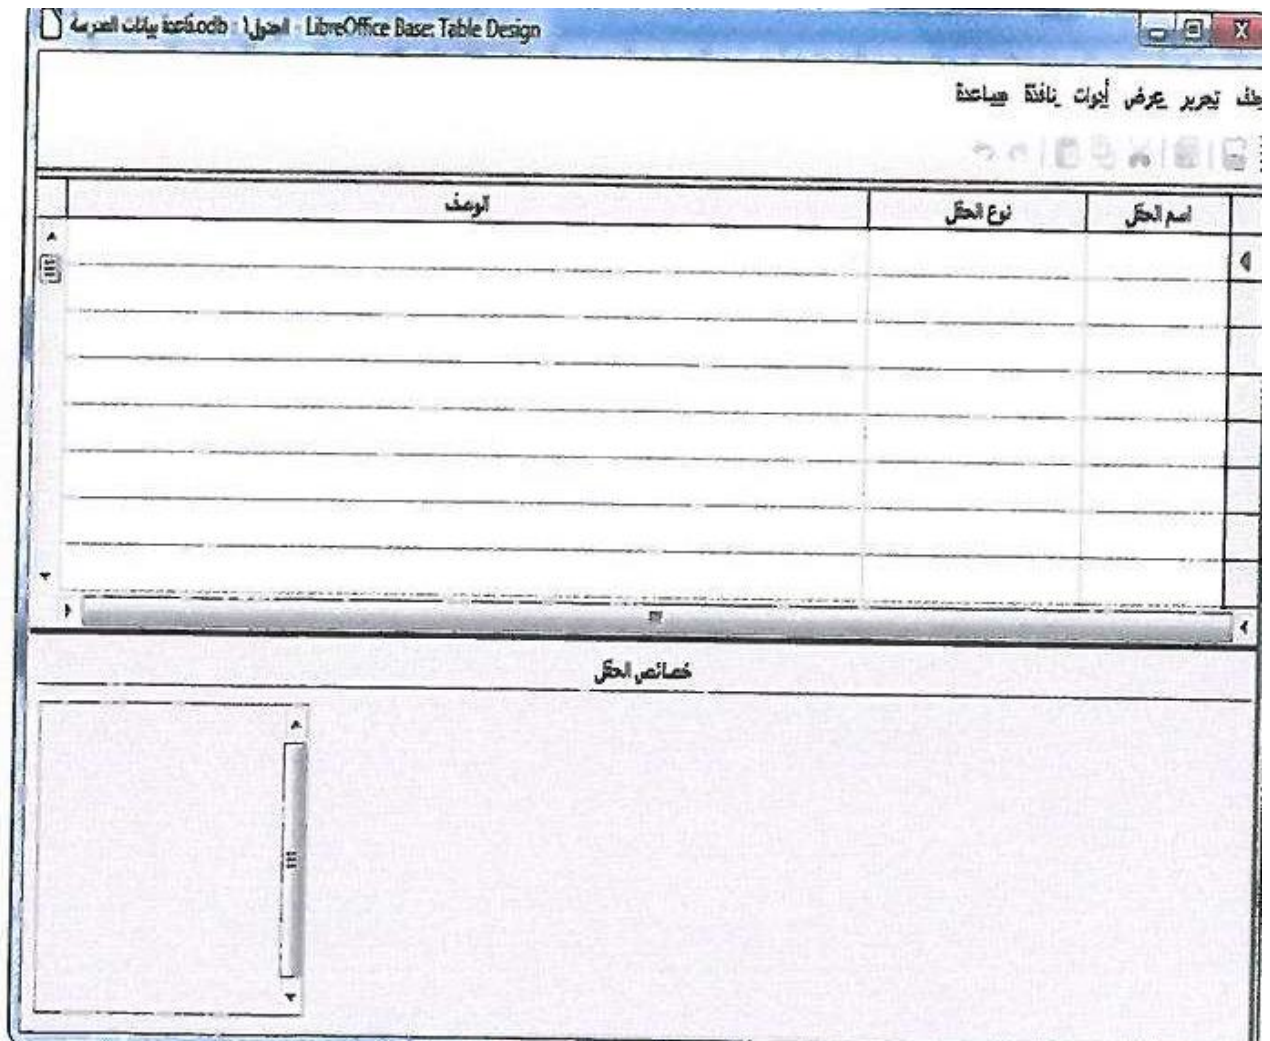 قاعدة بيانات المدرسة.odb : الجدول1 - LibreOffice Base: Table Design
ملف تحرير عرض أدوات نافذة مساعدة
اسم الحقل نوع الحقل الوصف
خصائص الحقل